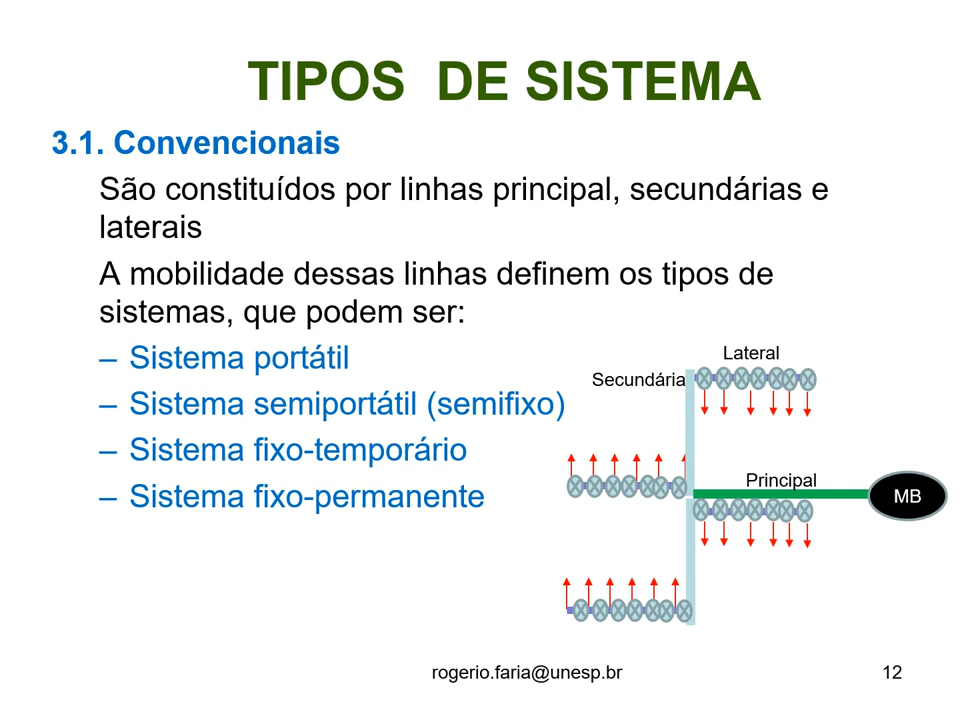 TIPOS DE SISTEMA
3.1. Convencionais
São constituídos por linhas principal, secundárias e
laterais
A mobilidade dessas linhas definem os tipos de
sistemas, que podem ser:
– Sistema portátil
– Sistema semiportátil (semifixo)
– Sistema fixo-temporário
– Sistema fixo-permanente
Lateral
Secundária
Principal
MB
rogerio.faria@unesp.br
12